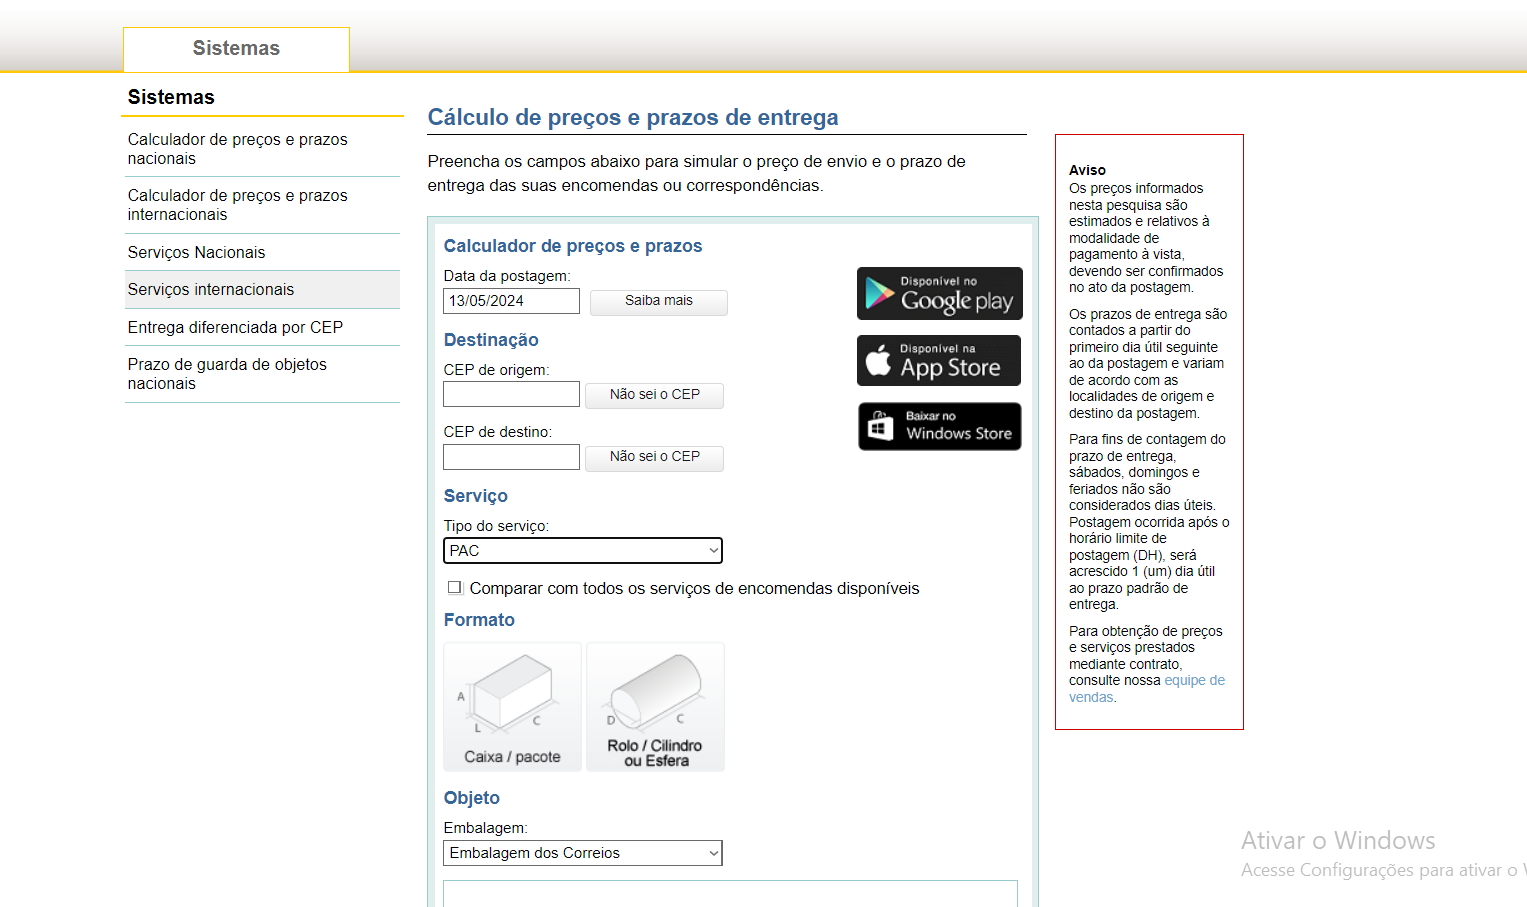 Sistemas
Sistemas
Calculador de preços e prazos
nacionais
Calculador de preços e prazos
internacionais
Serviços Nacionais
Serviços internacionais
Entrega diferenciada por CEP
Prazo de guarda de objetos
nacionais
Cálculo de preços e prazos de entrega
Preencha os campos abaixo para simular o preço de envio e o prazo de
entrega das suas encomendas ou correspondências.
Calculador de preços e prazos
Data da postagem:
13/05/2024
Saiba mais
Destinação
CEP de origem:
Não sei o CEP
CEP de destino:
Não sei o CEP
Serviço
Tipo do serviço:
PAC
Comparar com todos os serviços de encomendas disponíveis
Formato
A
L
C
Caixa / pacote
D
C
Rolo / Cilindro
ou Esfera
Objeto
Embalagem:
Embalagem dos Correios
Disponível no
Google play
Disponível na
App Store
Baixar no
Windows Store
Aviso
Os preços informados
nesta pesquisa são
estimados e relativos à
modalidade de
pagamento à vista,
devendo ser confirmados
no ato da postagem.
Os prazos de entrega são
contados a partir do
primeiro dia útil seguinte
ao da postagem e variam
de acordo com as
localidades de origem e
destino da postagem.
Para fins de contagem do
prazo de entrega,
sábados, domingos e
feriados não são
considerados dias úteis.
Postagem ocorrida após o
horário limite de
postagem (DH), será
acrescido 1 (um) dia útil
ao prazo padrão de
entrega.
Para obtenção de preços
e serviços prestados
mediante contrato,
consulte nossa equipe de
vendas.
Ativar o Windows
Acesse Configurações para ativar o